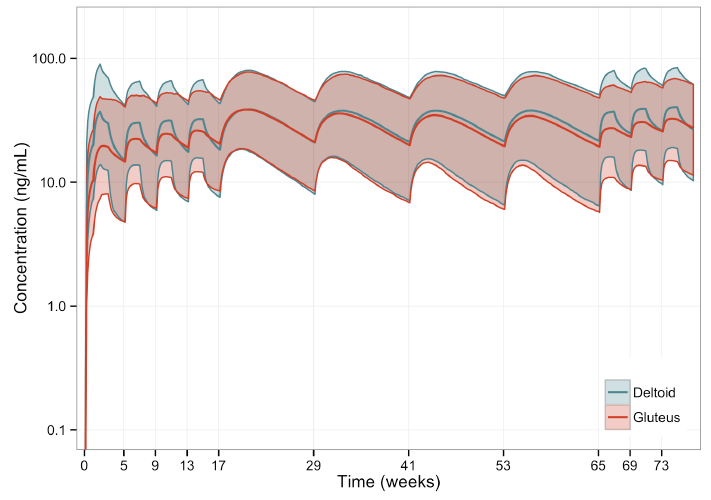 Concentration (ng/mL)
100.0
10.0
1.0
0.1
Deltoid
Gluteus
0 5 9 13 17 29 41 53 65 69 73
Time (weeks)